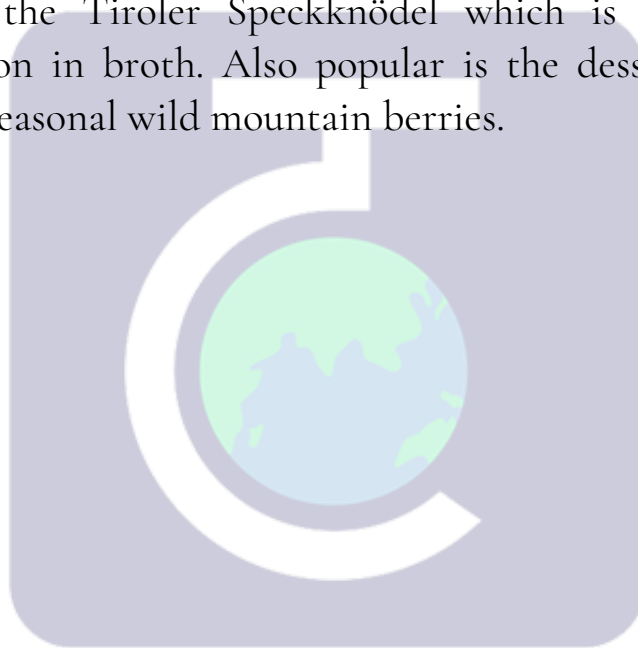 the Tiroler Speckknödel which is
on in broth. Also popular is the dess
easonal wild mountain berries.